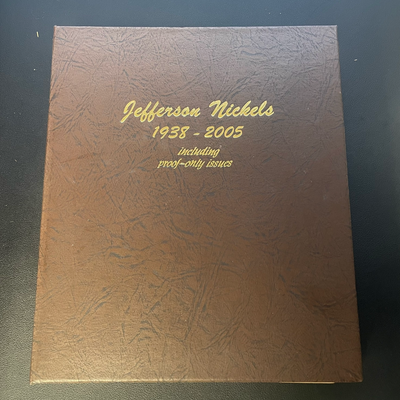 Jefferson Nickels
1938 - 2005
including
proof-only issues